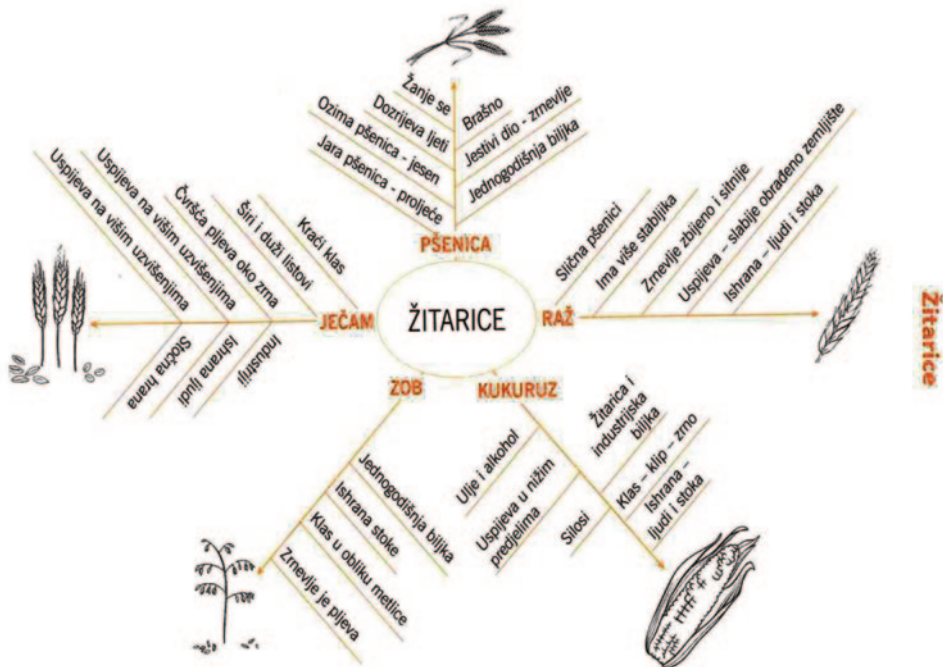 Žanje se
Dozrijeva ljeti
Ozima pšenica - jesen
Jara pšenica - proljeće
Brašno
Jestivi dio - zrnevlje
Jednogodišnja biljka
PŠENICA
Uspijeva na višim uzvišenjima
Uspijeva na višim uzvišenjima
Čvršća pljeva oko zrna
Širi i duži listovi
Kraći klas
JEČAM
Stočna hrana
Ishrana ljudi
Industriji
ŽITARICE
RAŽ
Slična pšenici
Ima više stabljika
Zrnevlje zbijeno i sitnije
Uspijeva – slabije obrađeno zemljište
Ishrana – ljudi i stoka
Žitarice
ZOB
Jednogodišnja biljka
Ishrana stoke
Klas u obliku metlice
Zrnevlje je pljeva
KUKURUZ
Ulje i alkohol
Uspijeva u nižim
predjelima
Silosi
Žitarica i
industrijska
biljka
Klas – klip – zrno
Ishrana –
ljudi i stoka